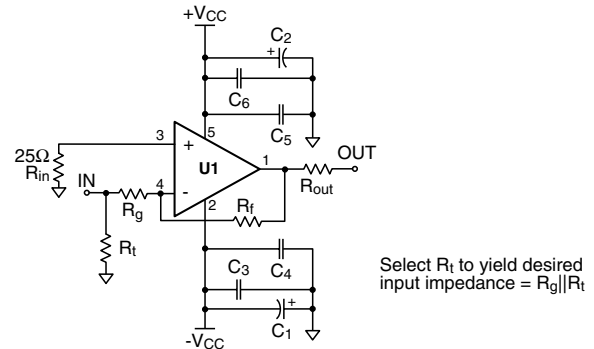 +VCC
C2
+
C6
C5
3
5
+
25Ω
Rin
U1
1
OUT
IN
4
-
Rout
Rg
2
Rf
Rt
C3
C4
Select Rt to yield desired
input impedance = Rg||Rt
+
C1
-VCC